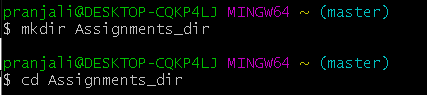 pranjali@DESKTOP-CQKP4LJ MINGW64 ~ (master)
$ mkdir Assignments_dir
pranjali@DESKTOP-CQKP4LJ MINGW64 ~ (master)
$ cd Assignments_dir